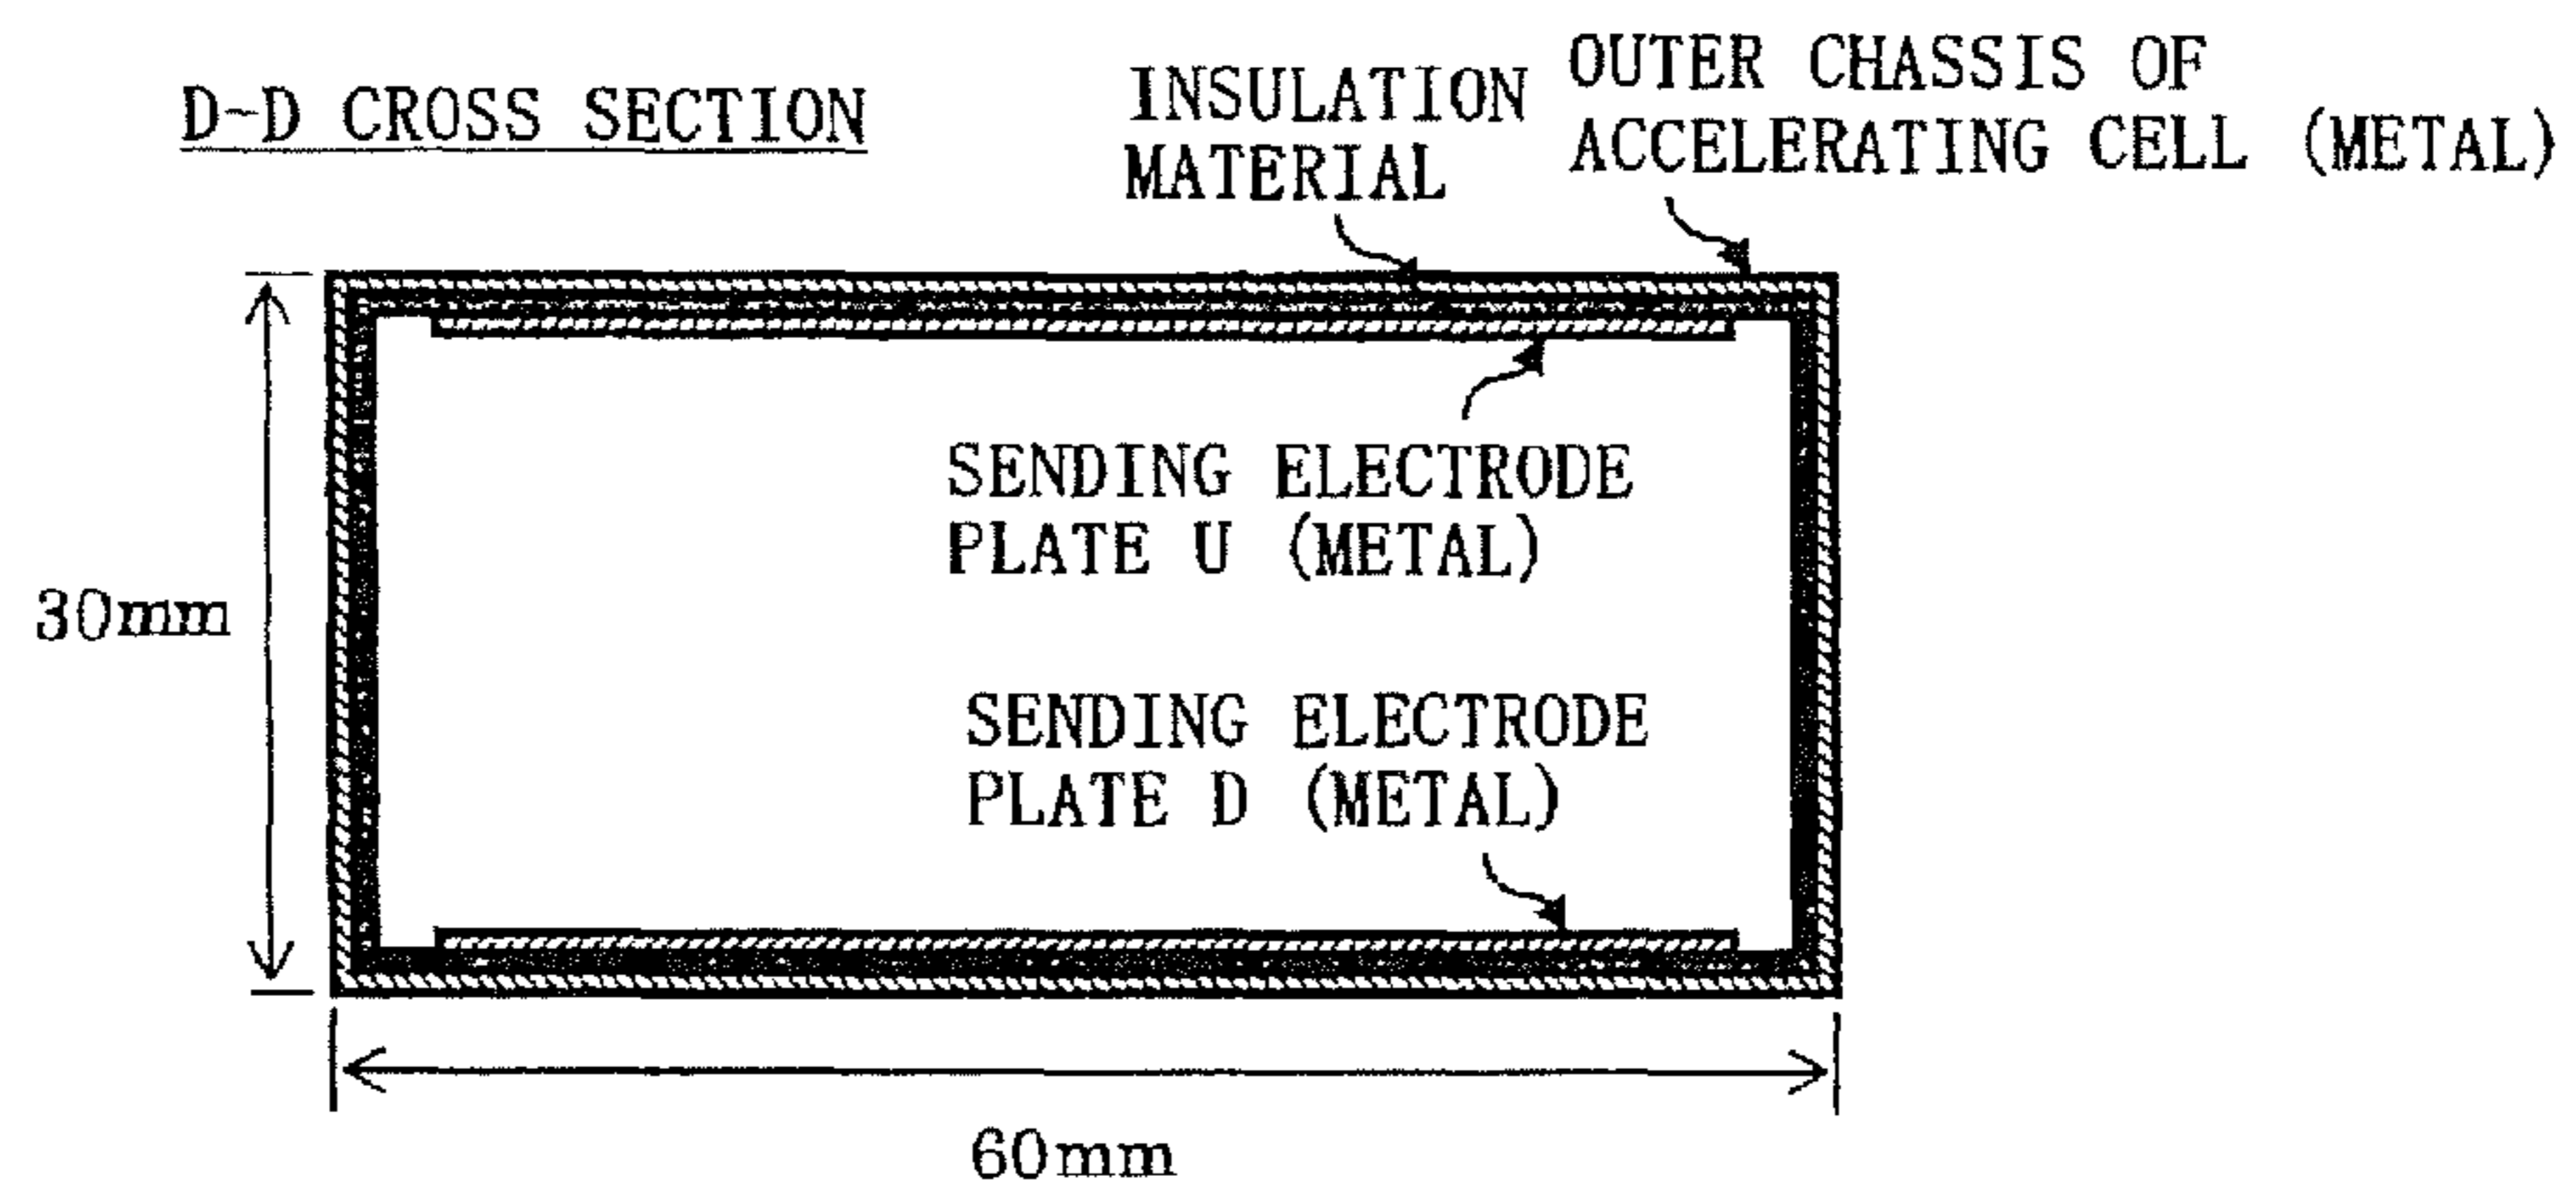 D-D CROSS SECTION
INSULATION
MATERIAL
OUTER CHASSIS OF
ACCELERATING CELL (METAL)
SENDING ELECTRODE
PLATE U (METAL)
30mm
SENDING ELECTRODE
PLATE D (METAL)
60mm